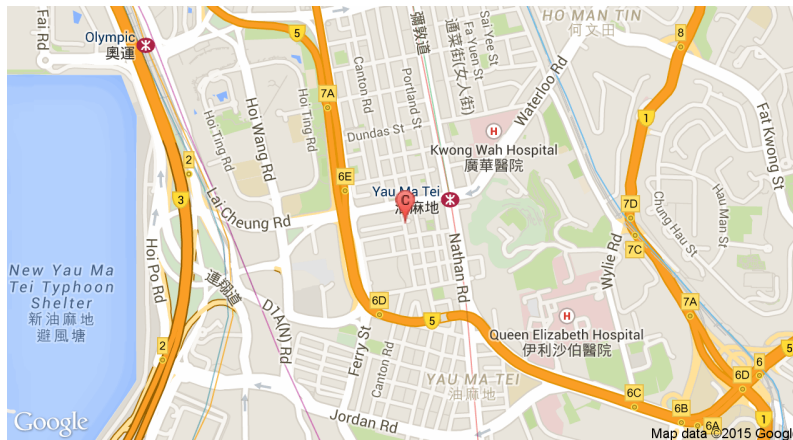 Fai Rd
Olympic
奧運
5
彌敦道
通菜街(女人街)
Sai Yee St
Fa Yuen St
HO MAN TIN
何文田
8
Waterloo Rd
Canton Rd
Portland St
7A
Hoi Ting Rd
Hoi Ting Rd
Hoi Wang Rd
Dundas St
1
Fat Kwong St
H
Kwong Wah Hospital
廣華醫院
2
3
6E
Yau Ma Tei
油麻地
C
Lai Cheung Rd
7D
7C
Chung Hau St
Hau Man St
Wylie Rd
Nathan Rd
Hoi Po Rd
New Yau Ma
Tei Typhoon
Shelter
新油麻地
避風塘
連翔道
D1A(N) Rd
6D
5
7A
H
Queen Elizabeth Hospital
伊利沙伯醫院
Ferry St
Canton Rd
2
YAU MA TEI
油麻地
5
6
6D
6C
6B
6A
1
Jordan Rd
Google
Map data ©2015 Googl